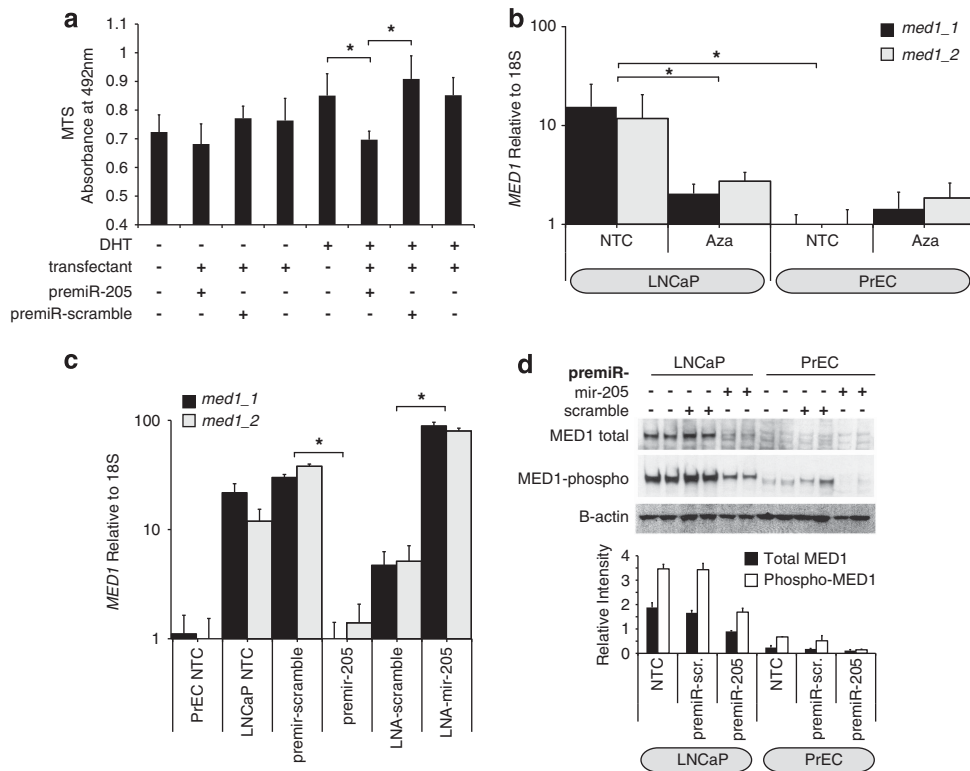 a
MTS
Absorbance at 492nm
1.1
1
0.9
0.8
0.7
0.6
0.5
0.4
* *
DHT - - - - + + + +
transfectant - + + + - + + +
premiR-205 - + - - - + - -
premiR-scramble - - + - - - + -
b
MED1 Relative to 18S
100
10
1
med1_1
med1_2
*
*
NTC Aza NTC Aza
LNCaP PrEC
c
MED1 Relative to 18S
med1_1
med1_2
100
10
1
* *
PrEC NTC
LNCaP NTC
premir-scramble
premir-205
LNA-scramble
LNA-mir-205
d
LNCaP PrEC
premiR-
mir-205 - - - - + + - - - - + +
scramble - - + + - - - - + + - -
MED1 total
MED1-phospho
B-actin
Relative Intensity
4
3
2
1
0
Total MED1
Phospho-MED1
NTC
premiR-scr.
premiR-205
NTC
premiR-scr.
premiR-205
LNCaP PrEC